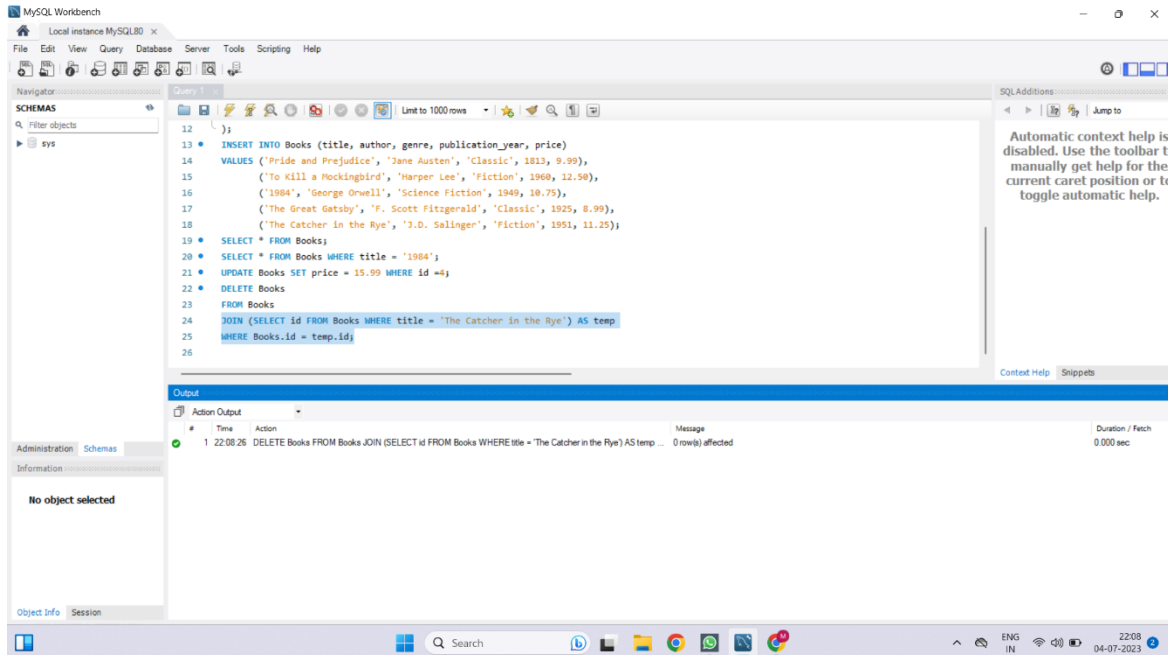 MySQL Workbench
Local instance MySQL80 ×
File Edit View Query Database Server Tools Scripting Help
Navigator
SCHEMAS
Filter objects
sys
Administration Schemas
Information
No object selected
Object Info Session
Query 1 ×
Limit to 1000 rows
12 );
13 INSERT INTO Books (title, author, genre, publication_year, price)
14 VALUES ('Pride and Prejudice', 'Jane Austen', 'Classic', 1813, 9.99),
15 ('To Kill a Mockingbird', 'Harper Lee', 'Fiction', 1960, 12.50),
16 ('1984', 'George Orwell', 'Science Fiction', 1949, 10.75),
17 ('The Great Gatsby', 'F. Scott Fitzgerald', 'Classic', 1925, 8.99),
18 ('The Catcher in the Rye', 'J.D. Salinger', 'Fiction', 1951, 11.25);
19 SELECT * FROM Books;
20 SELECT * FROM Books WHERE title = '1984';
21 UPDATE Books SET price = 15.99 WHERE id =4;
22 DELETE Books
23 FROM Books
24 JOIN (SELECT id FROM Books WHERE title = 'The Catcher in the Rye') AS temp
25 WHERE Books.id = temp.id;
26
SQLAdditions
Jump to
Automatic context help is
disabled. Use the toolbar t
manually get help for the
current caret position or to
toggle automatic help.
Context Help Snippets
Output
Action Output
# Time Action Message Duration / Fetch
1 22:08:26 DELETE Books FROM Books JOIN (SELECT id FROM Books WHERE title = 'The Catcher in the Rye') AS temp ... 0 row(s) affected 0.000 sec
Search
ENG
IN
22:08
04-07-2023
2